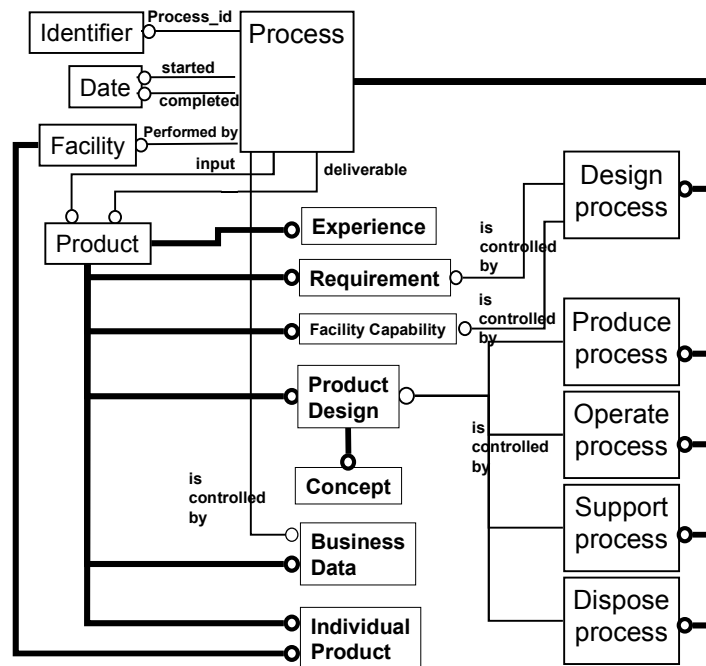 Process_id
Identifier
Process
started
Date
completed
Performed by
Facility
input
deliverable
Design
process
Experience
is
controlled
by
Product
Requirement
is
controlled
by
Facility Capability
Produce
process
Product
Design
Operate
process
is
controlled
by
Concept
is
controlled
by
Support
process
Business
Data
Dispose
process
Individual
Product